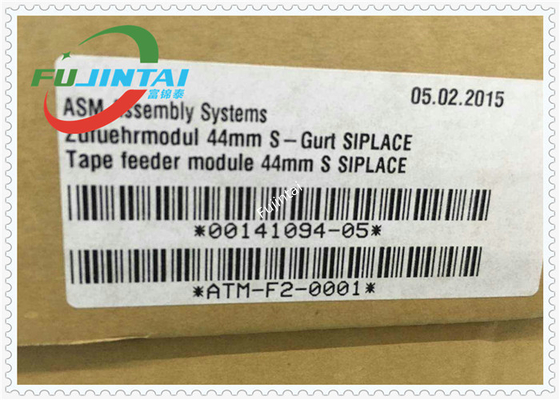 FUJINTAI
富锦泰
ASM Assembly Systems
05.02.2015
Zufuehrmodul 44mm S-Gurt SIPLACE
Tape feeder module 44mm S SIPLACE
Fujintai
*00141094-05*
*ATM-F2-0001*